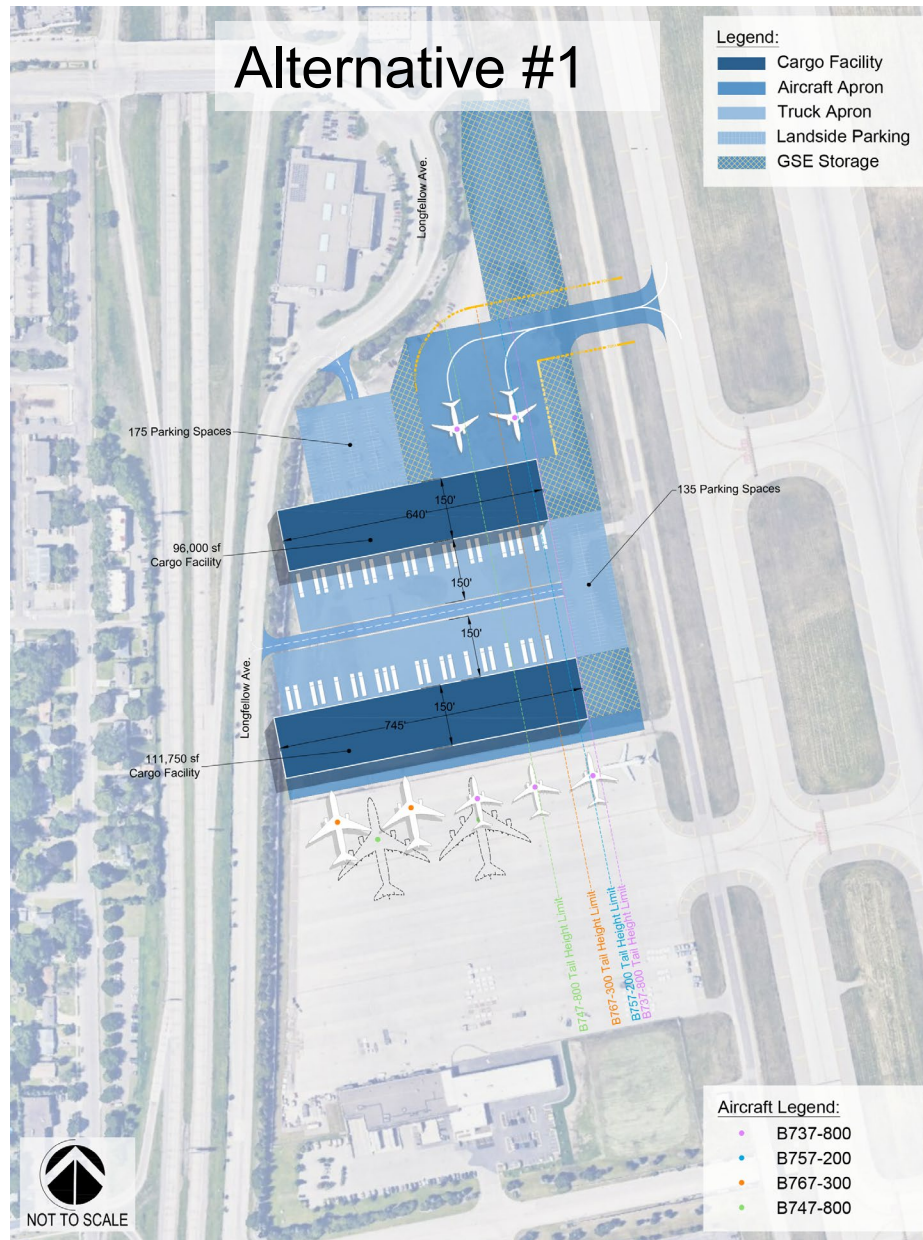 Alternative #1
Legend:
Cargo Facility
Aircraft Apron
Truck Apron
Landside Parking
GSE Storage
Longfellow Ave.
175 Parking Spaces
135 Parking Spaces
150'
640'
96,000 sf
Cargo Facility
150'
150'
Longfellow Ave.
150'
745'
111,750 sf
Cargo Facility
B747-800 Tail Height Limit
B767-300 Tail Height Limit
B757-200 Tail Height Limit
B737-800 Tail Height Limit
Aircraft Legend:
B737-800
B757-200
B767-300
B747-800
NOT TO SCALE